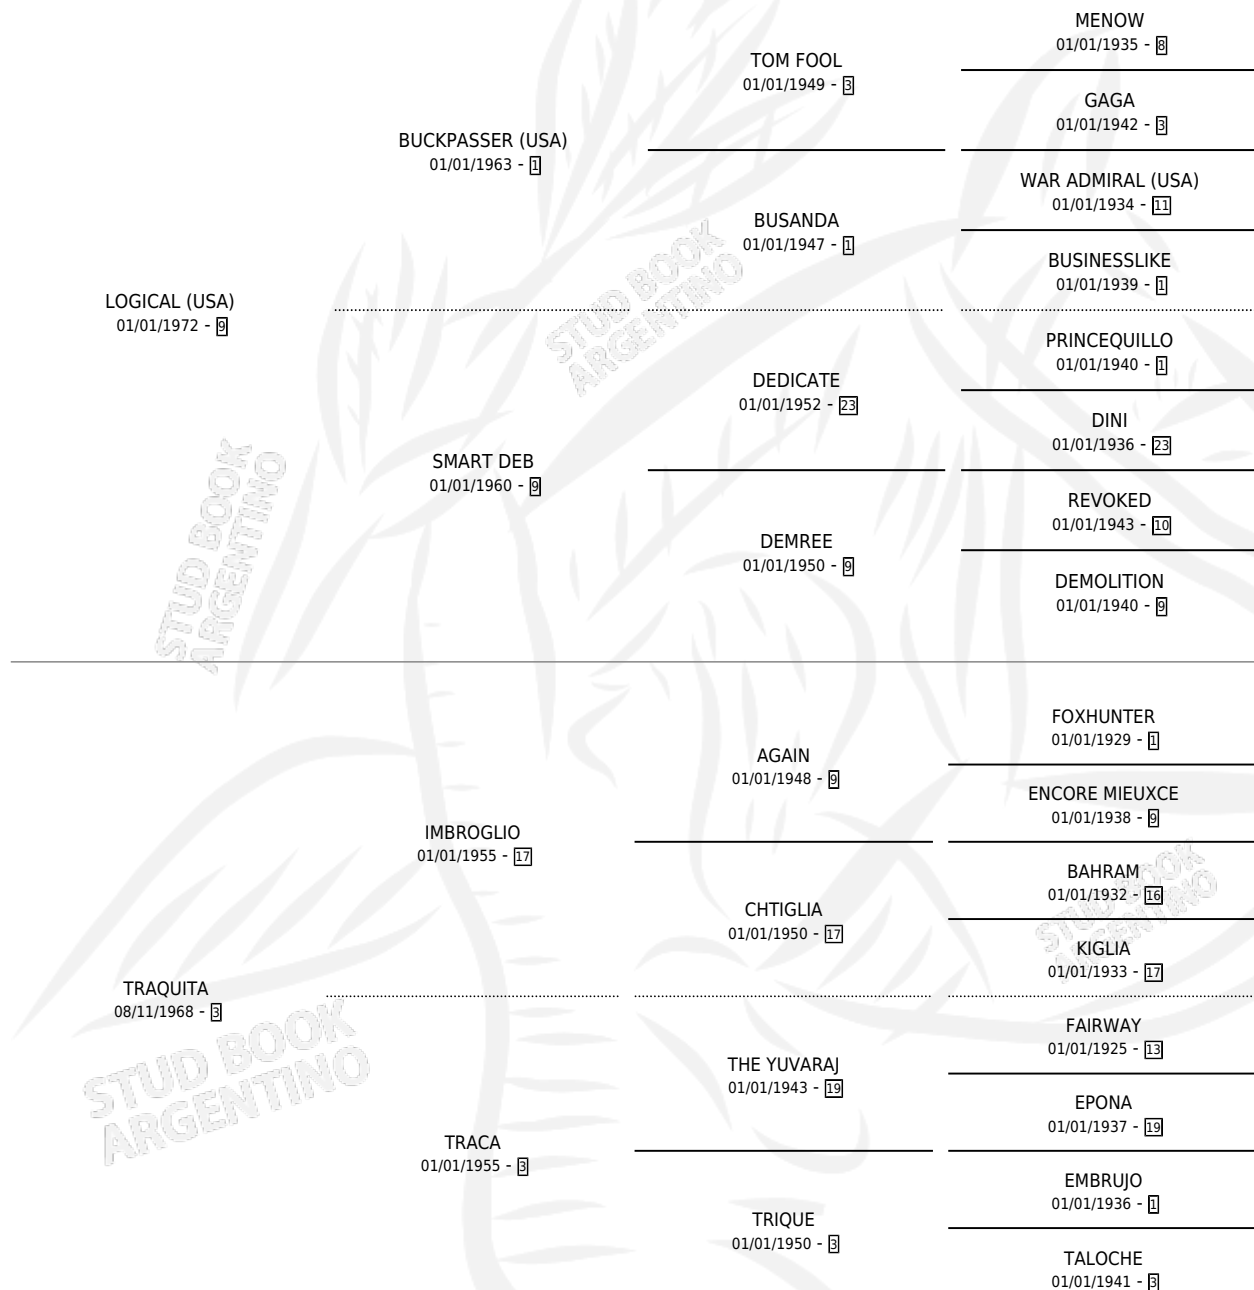 MENOW
01/01/1935 - 8
TOM FOOL
01/01/1949 - 3
GAGA
01/01/1942 - 3
BUCKPASSER (USA)
01/01/1963 - 1
WAR ADMIRAL (USA)
01/01/1934 - 11
BUSANDA
01/01/1947 - 1
BUSINESSLIKE
01/01/1939 - 1
LOGICAL (USA)
01/01/1972 - 9
PRINCEQUILLO
01/01/1940 - 1
DEDICATE
01/01/1952 - 23
DINI
01/01/1936 - 23
SMART DEB
01/01/1960 - 9
REVOKED
01/01/1943 - 10
DEMREE
01/01/1950 - 9
DEMOLITION
01/01/1940 - 9
FOXHUNTER
01/01/1929 - 1
AGAIN
01/01/1948 - 9
ENCORE MIEUXCE
01/01/1938 - 9
IMBROGLIO
01/01/1955 - 17
BAHRAM
01/01/1932 - 16
CHTIGLIA
01/01/1950 - 17
KIGLIA
01/01/1933 - 17
TRAQUITA
08/11/1968 - 3
FAIRWAY
01/01/1925 - 13
THE YUVARAJ
01/01/1943 - 19
EPONA
01/01/1937 - 19
TRACA
01/01/1955 - 3
EMBRUJO
01/01/1936 - 1
TRIQUE
01/01/1950 - 3
TALOCHE
01/01/1941 - 3
STUD BOOK
ARGENTINO
STUD BOOK
ARGENTINO
STUD BOOK
ARGENTINO
STUD BOOK
ARGENTINO